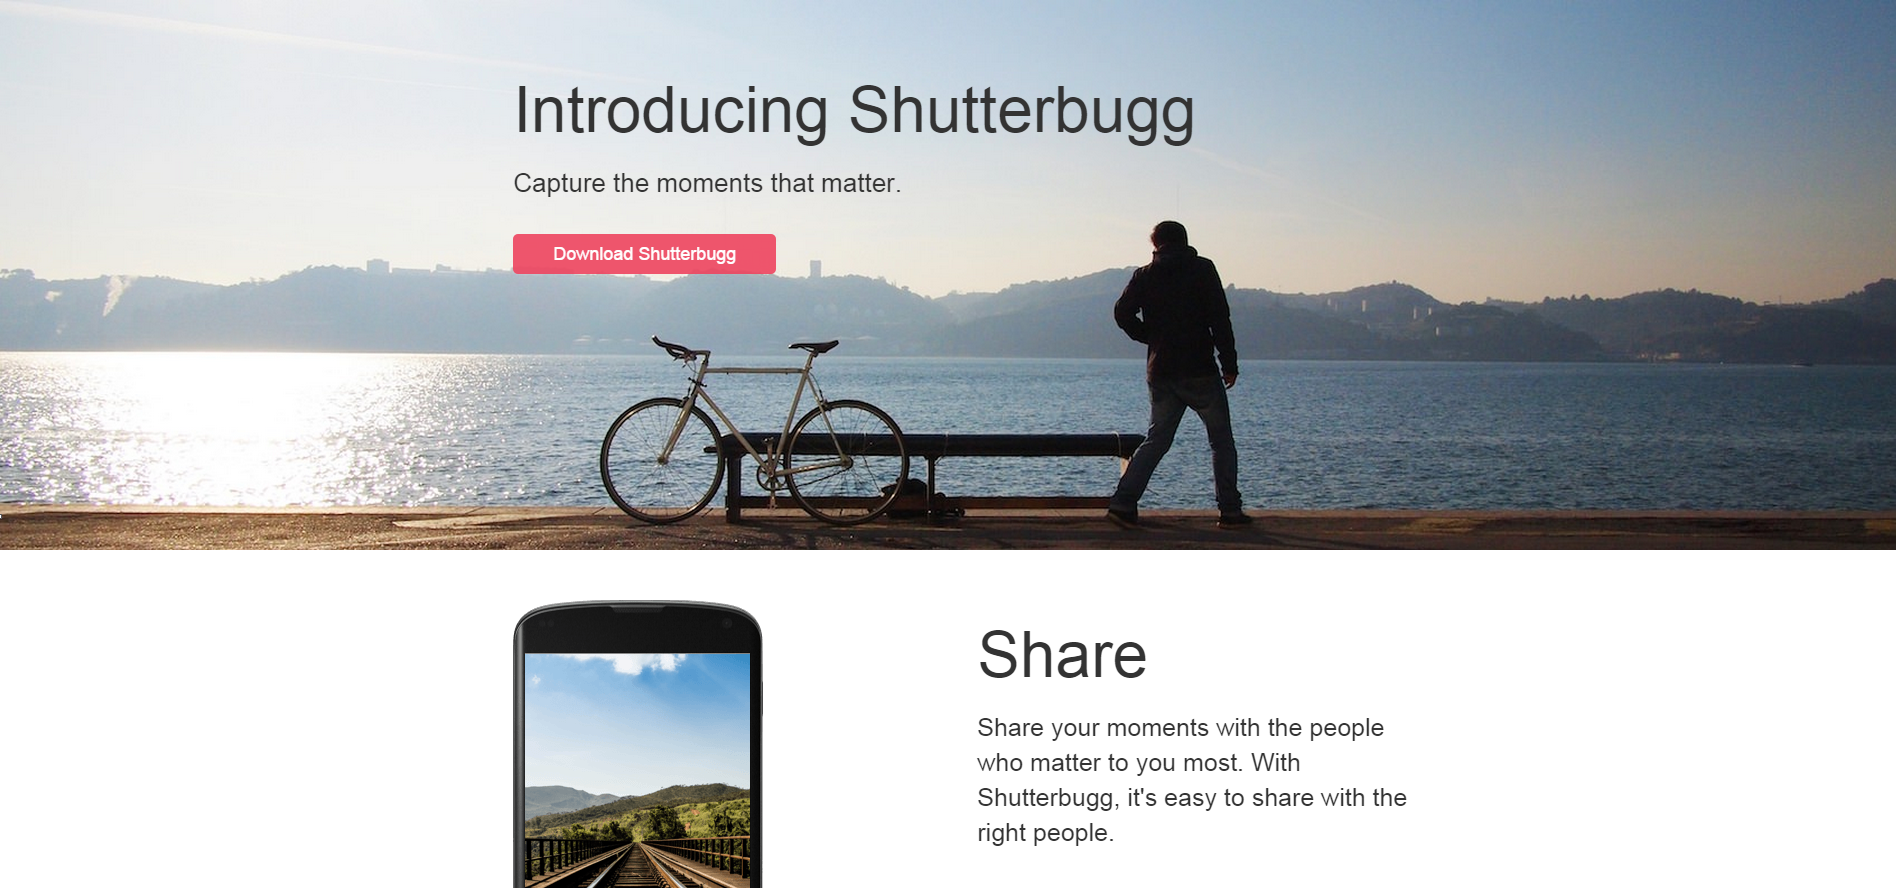 Introducing Shutterbugg
Capture the moments that matter.
Download Shutterbugg
Share
Share your moments with the people
who matter to you most. With
Shutterbugg, it's easy to share with the
right people.